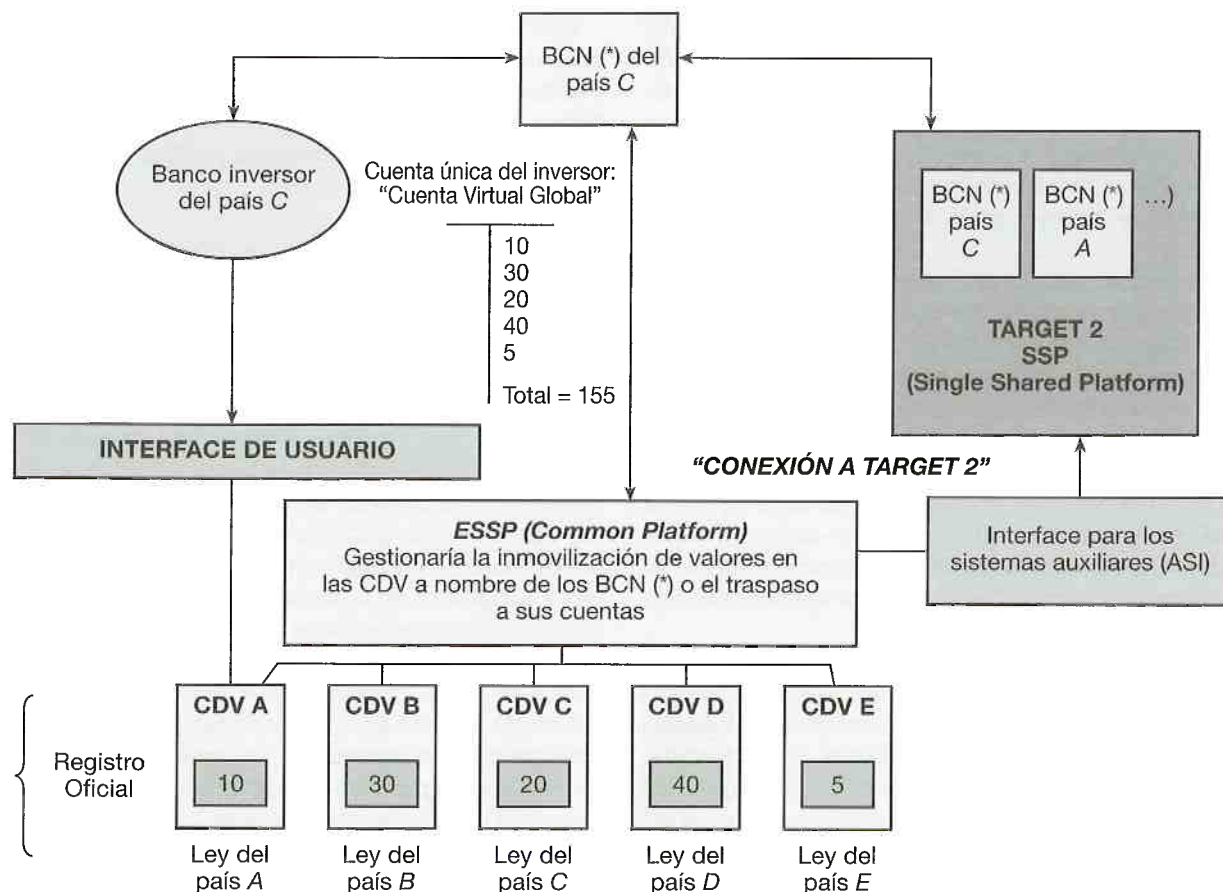 BCN (*) del
país C
Banco inversor
del país C
Cuenta única del inversor:
“Cuenta Virtual Global”
10
30
20
40
5
Total = 155
BCN (*)
país
C
BCN (*)
país
A
...)
TARGET 2
SSP
(Single Shared Platform)
INTERFACE DE USUARIO
“CONEXIÓN A TARGET 2”
ESSP (Common Platform)
Gestionaría la inmovilización de valores en
las CDV a nombre de los BCN (*) o el traspaso
a sus cuentas
Interface para los
sistemas auxiliares (ASI)
CDV A
CDV B
CDV C
CDV D
CDV E
Registro
Oficial
10
30
20
40
5
Ley del
país A
Ley del
país B
Ley del
país C
Ley del
país D
Ley del
país E